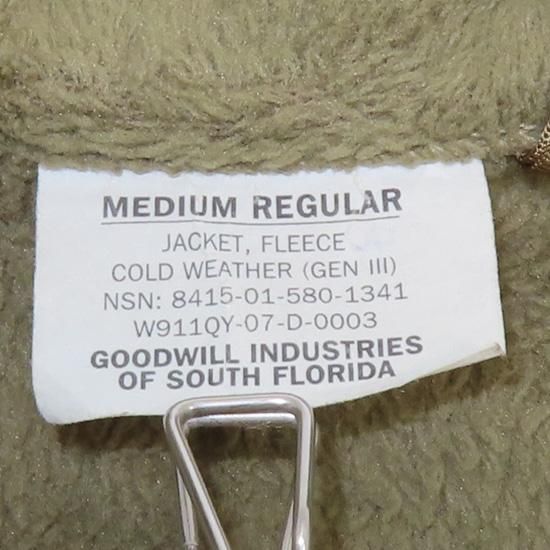 MEDIUM REGULAR
JACKET, FLEECE
COLD WEATHER (GEN III)
NSN: 8415-01-580-1341
W911QY-07-D-0003
GOODWILL INDUSTRIES
OF SOUTH FLORIDA